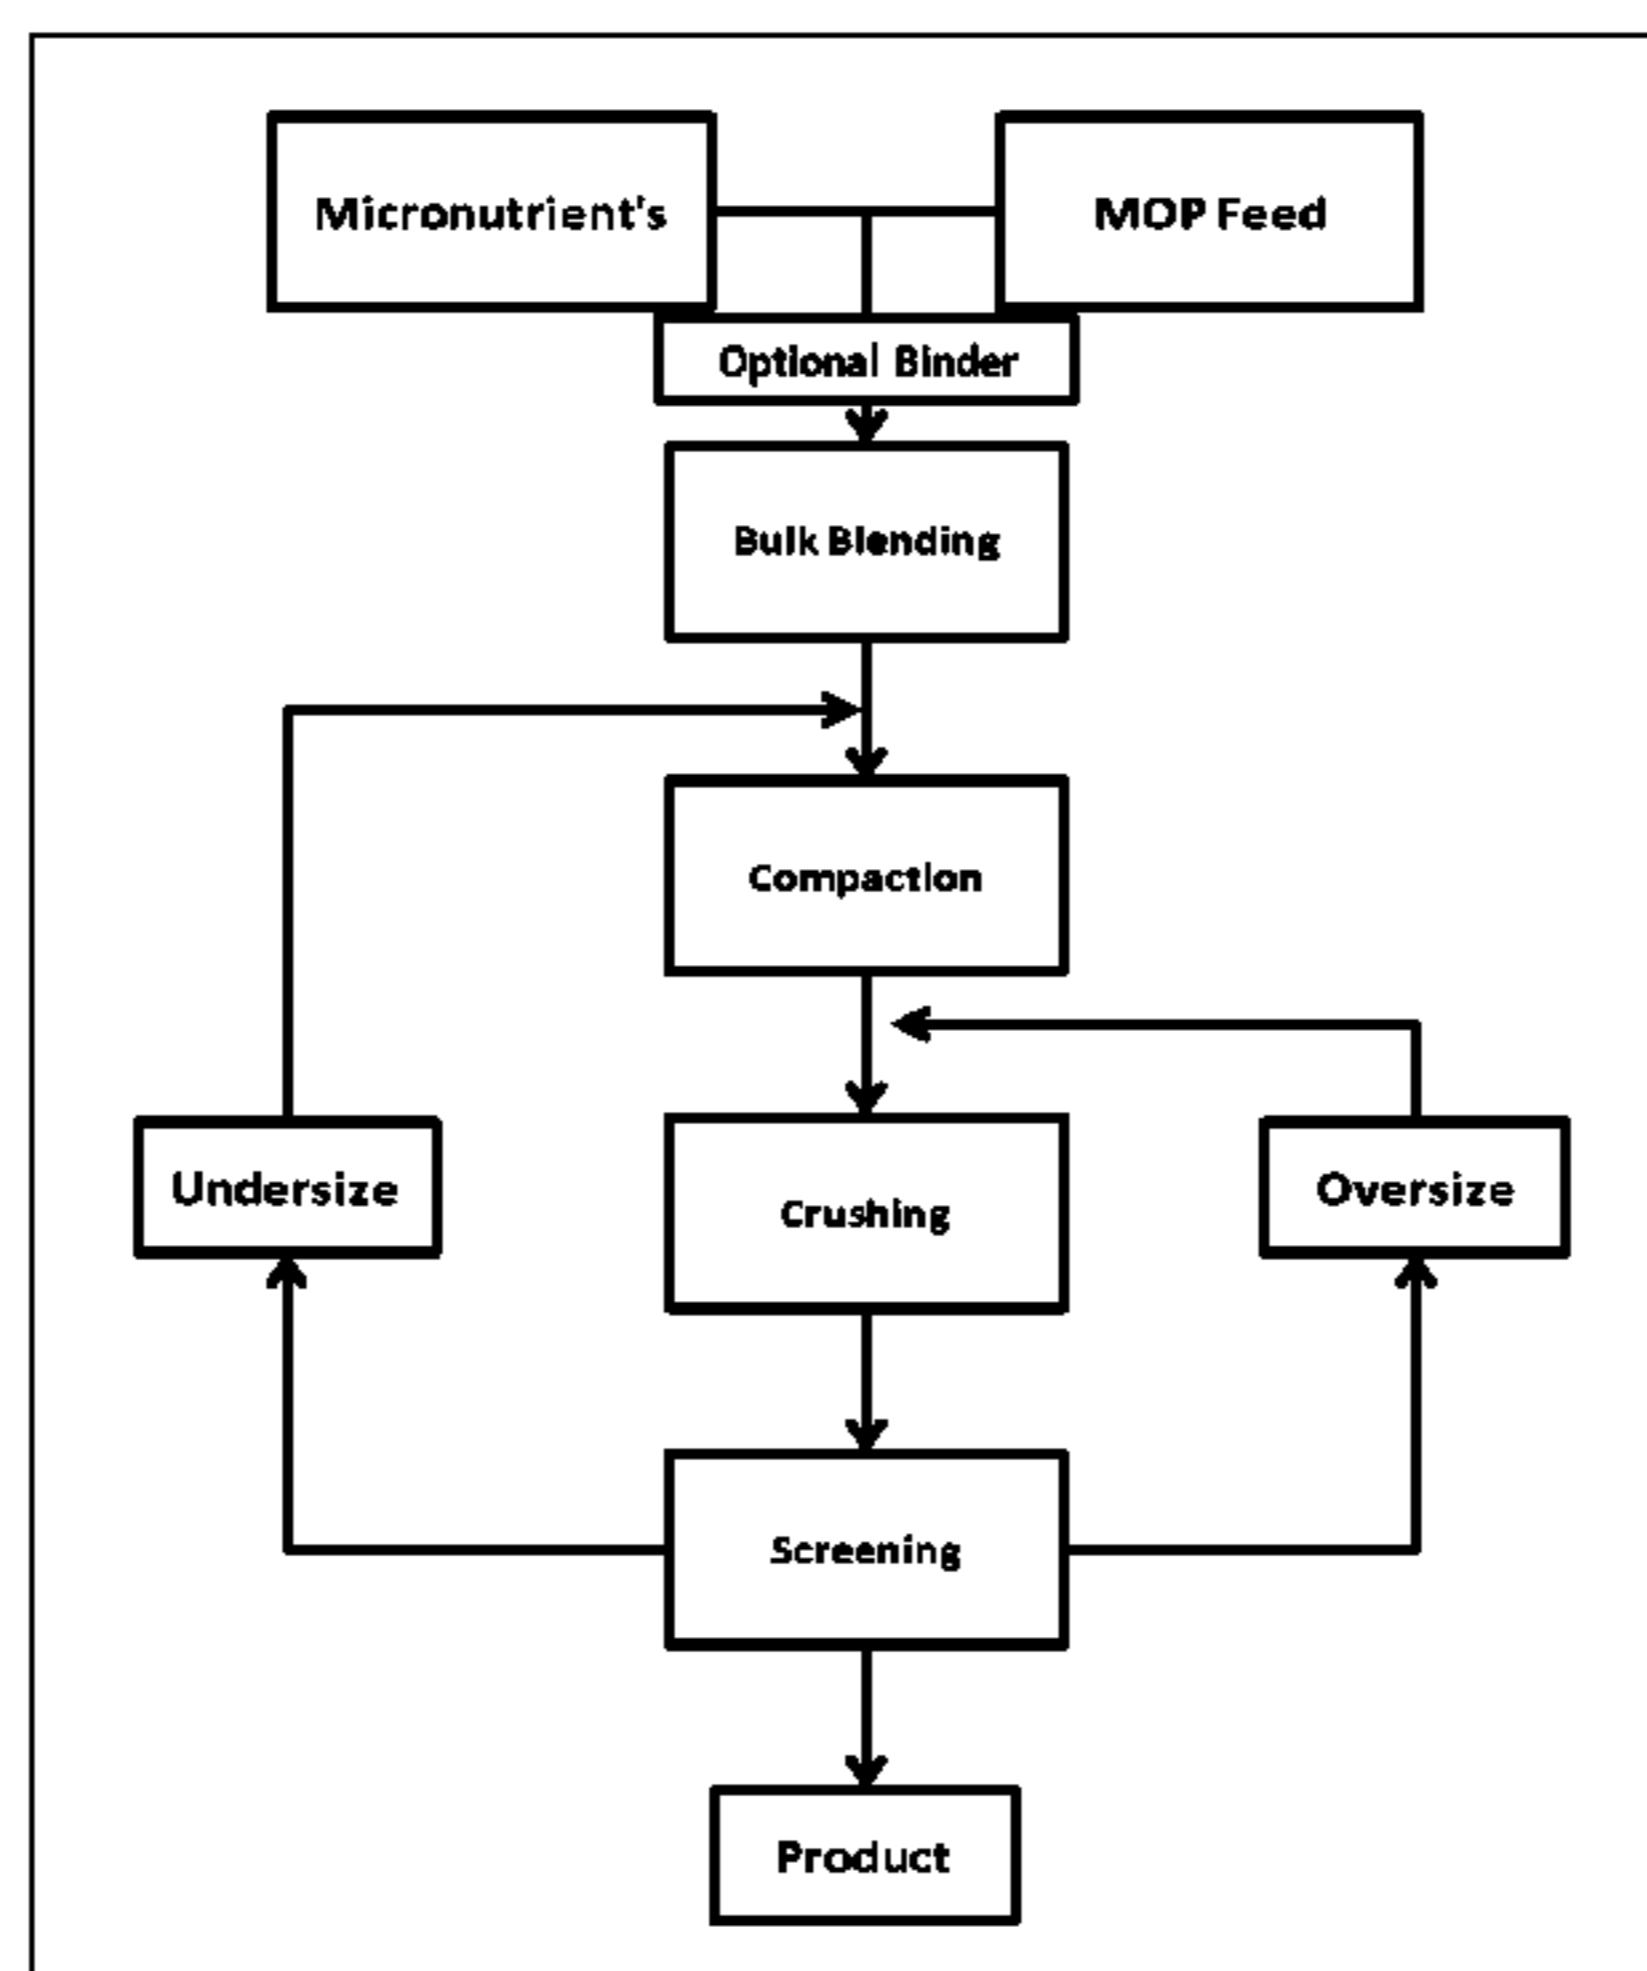 Micronutrient's
MOP Feed
Optional Binder
Bulk Blending
Compaction
Undersize
Crushing
Oversize
Screening
Product